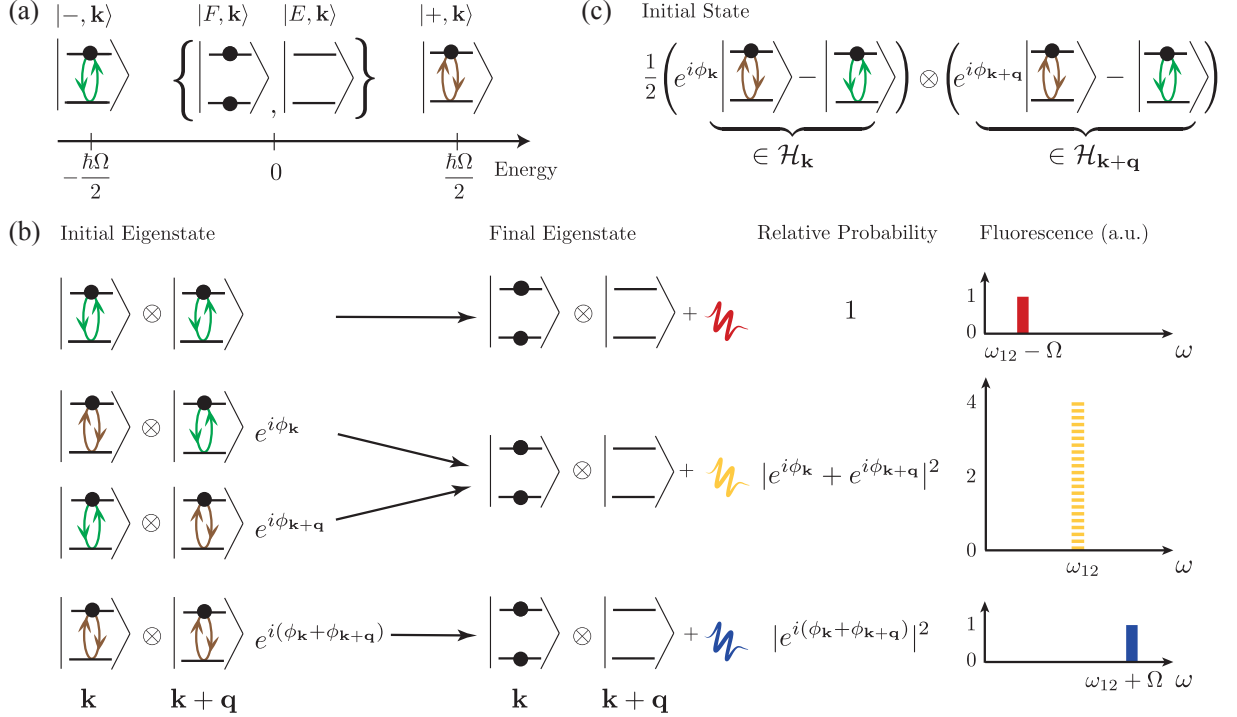 (a)
|−, k⟩ |F, k⟩ |E, k⟩ |+, k⟩
{ , }
−ħΩ/2 0 ħΩ/2 Energy
(c) Initial State
1/2 ( e^{iϕ_k} − ) ⊗ ( e^{iϕ_{k+q}} − )
∈ H_k ∈ H_{k+q}
(b) Initial Eigenstate Final Eigenstate Relative Probability Fluorescence (a.u.)
⊗ ⊗ + 1
1
0
ω₁₂ − Ω ω
⊗ e^{iϕ_k}
⊗ + |e^{iϕ_k} + e^{iϕ_{k+q}}|²
⊗ e^{iϕ_{k+q}}
4
2
0
ω₁₂ ω
⊗ e^{i(ϕ_k+ϕ_{k+q})} ⊗ + |e^{i(ϕ_k+ϕ_{k+q})}|²
1
0
ω₁₂ + Ω ω
k k + q k k + q